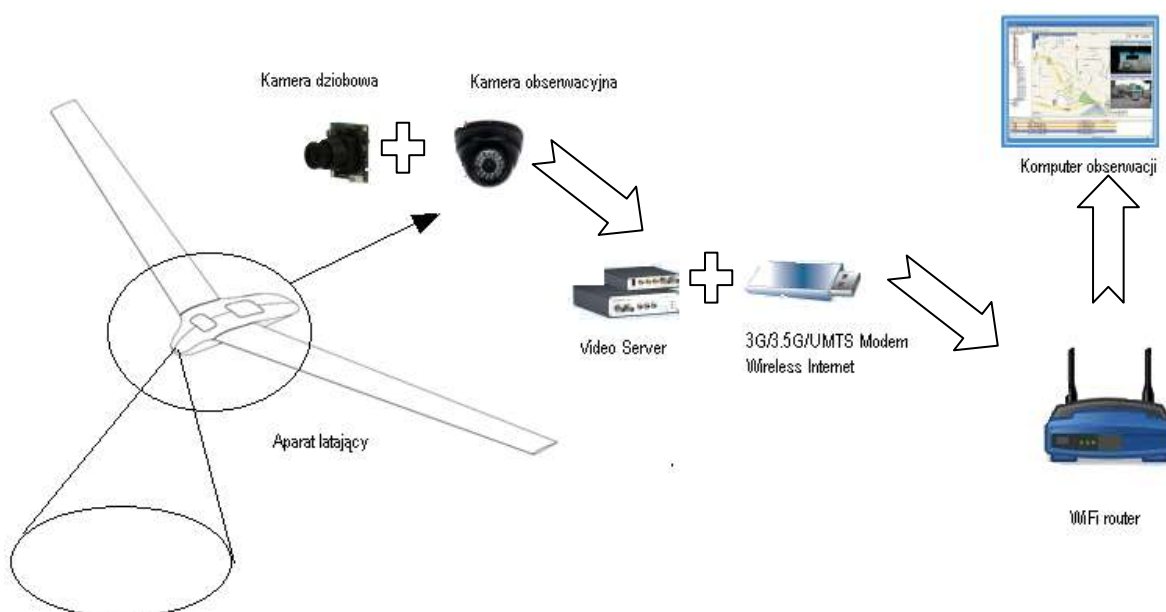 Kamera dziobowa
Kamera obserwacyjna
Komputer obserwacji
Video Server
3G/3.5G/UMTS Modem
Wireless Internet
Aparat latający
WiFi router